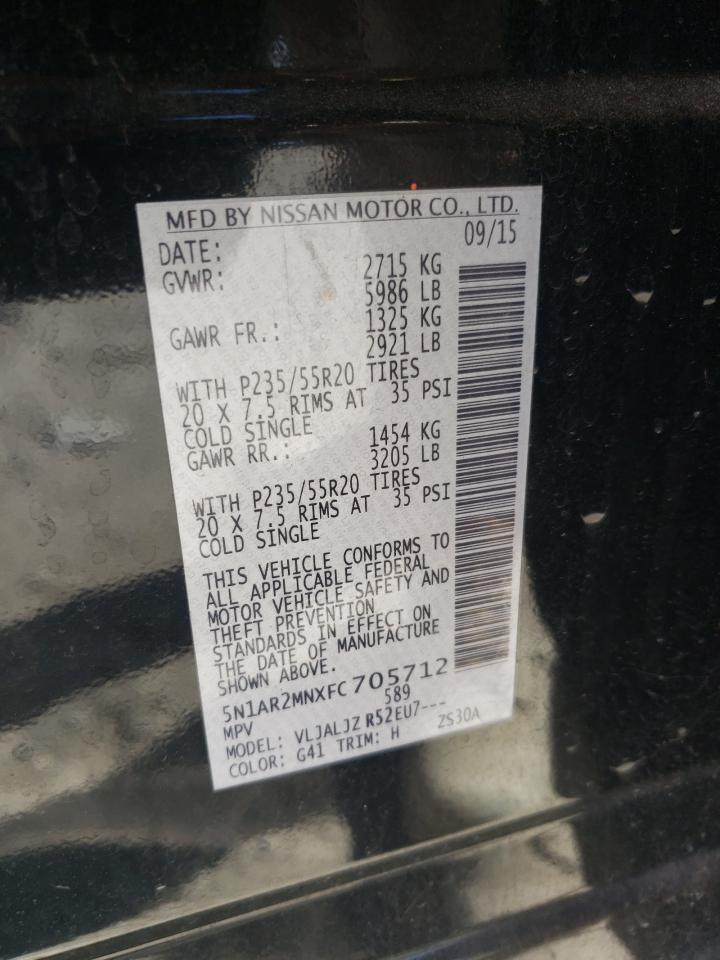 MFD BY NISSAN MOTOR CO., LTD.
DATE: 09/15
GVWR: 2715 KG
5986 LB
GAWR FR.: 1325 KG
2921 LB
WITH P235/55R20 TIRES
20 X 7.5 RIMS AT 35 PSI
COLD SINGLE
GAWR RR.: 1454 KG
3205 LB
WITH P235/55R20 TIRES
20 X 7.5 RIMS AT 35 PSI
COLD SINGLE
THIS VEHICLE CONFORMS TO
ALL APPLICABLE FEDERAL
MOTOR VEHICLE SAFETY AND
THEFT PREVENTION
STANDARDS IN EFFECT ON
THE DATE OF MANUFACTURE
SHOWN ABOVE.
5N1AR2MNXFC705712
MPV 589
MODEL: VLJALJZ R52EU7---
COLOR: G41 TRIM: H ZS30A